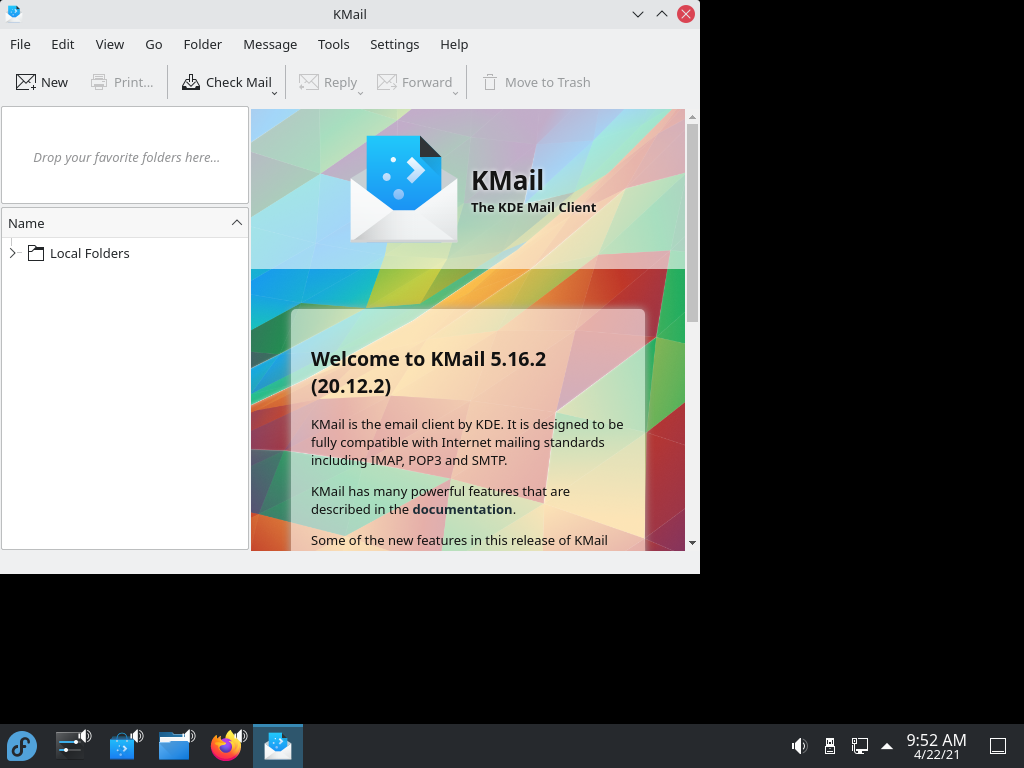 KMail
File Edit View Go Folder Message Tools Settings Help
New Print... Check Mail Reply Forward Move to Trash
Drop your favorite folders here...
Name
Local Folders
KMail
The KDE Mail Client
Welcome to KMail 5.16.2
(20.12.2)
KMail is the email client by KDE. It is designed to be
fully compatible with Internet mailing standards
including IMAP, POP3 and SMTP.
KMail has many powerful features that are
described in the documentation.
Some of the new features in this release of KMail
9:52 AM
4/22/21